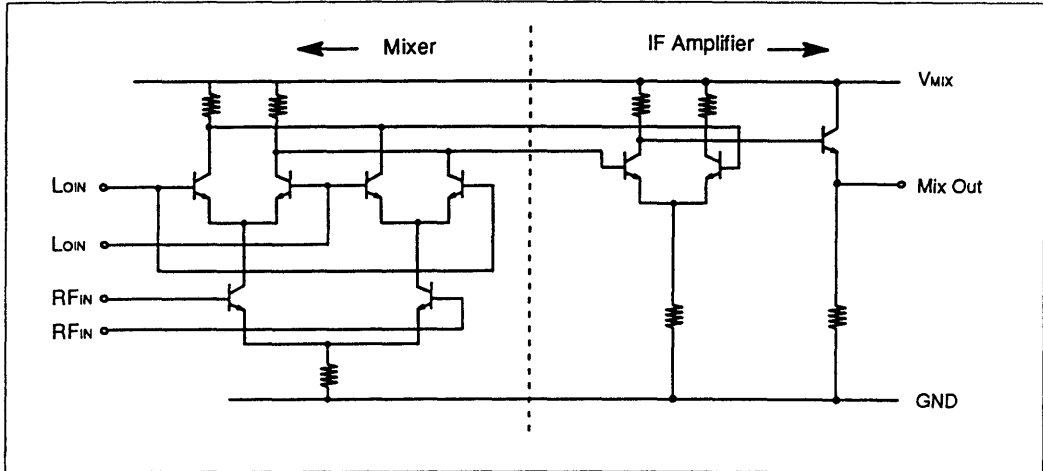 Mixer
IF Amplifier
VMIX
LOIN
Mix Out
LOIN
RFIN
RFIN
GND